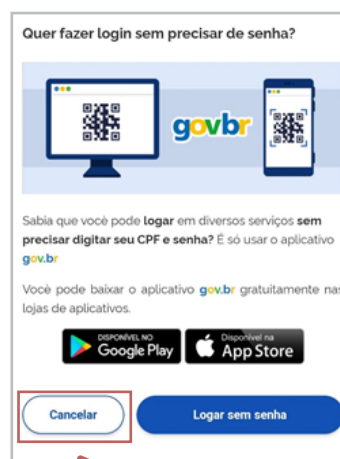 Quer fazer login sem precisar de senha?
govbr
Sabia que você pode logar em diversos serviços sem
precisar digitar seu CPF e senha? É só usar o aplicativo
gov.br
Você pode baixar o aplicativo gov.br gratuitamente nas
lojas de aplicativos.
DISPONÍVEL NO
Google Play
Disponível na
App Store
Cancelar
Logar sem senha